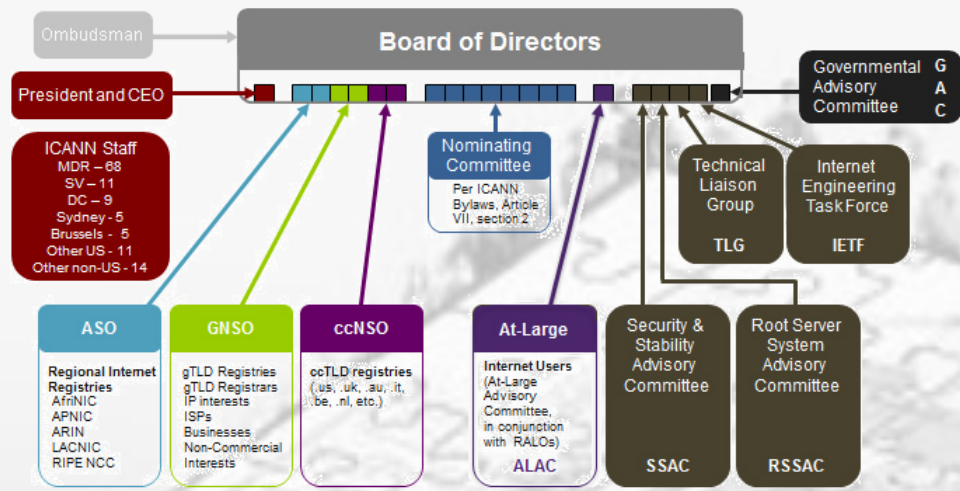 Ombudsman
Board of Directors
President and CEO
Governmental G
Advisory A
Committee C
ICANN Staff
MDR – 68
SV – 11
DC – 9
Sydney - 5
Brussels - 5
Other US - 11
Other non-US - 14
Nominating
Committee
Per ICANN
Bylaws, Article
VII, section 2
Technical
Liaison
Group
TLG
Internet
Engineering
Task Force
IETF
ASO
Regional Internet
Registries
AfriNIC
APNIC
ARIN
LACNIC
RIPE NCC
GNSO
gTLD Registries
gTLD Registrars
IP interests
ISPs
Businesses
Non-Commercial
Interests
ccNSO
ccTLD registries
(.us, .uk, .au, .it,
.be, .nl, etc.)
At-Large
Internet Users
(At-Large
Advisory
Committee,
in conjunction
with RALOs)
ALAC
Security &
Stability
Advisory
Committee
SSAC
Root Server
System
Advisory
Committee
RSSAC